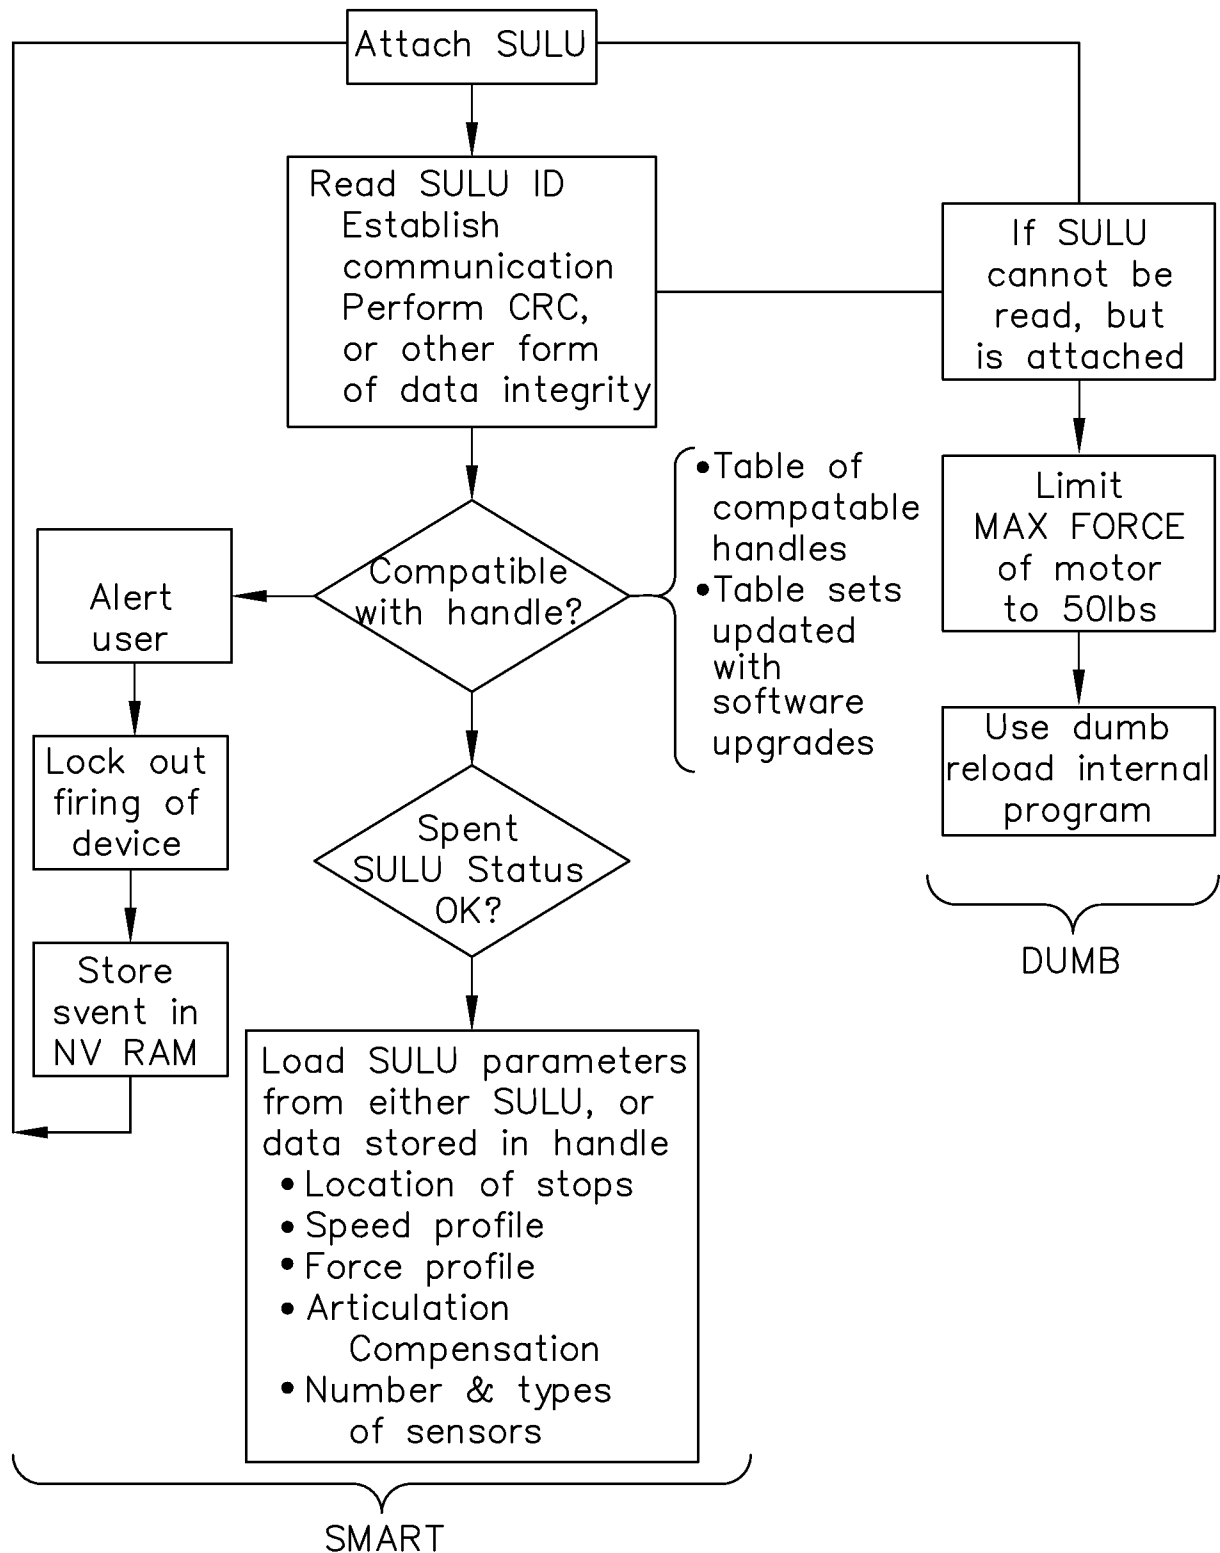 Attach SULU
Read SULU ID
Establish
communication
Perform CRC,
or other form
of data integrity
If SULU
cannot be
read, but
is attached
Compatible
with handle?
•Table of
compatable
handles
•Table sets
updated
with
software
upgrades
Limit
MAX FORCE
of motor
to 50lbs
Alert
user
Use dumb
reload internal
program
Lock out
firing of
device
Spent
SULU Status
OK?
DUMB
Store
svent in
NV RAM
Load SULU parameters
from either SULU, or
data stored in handle
• Location of stops
• Speed profile
• Force profile
• Articulation
Compensation
• Number & types
of sensors
SMART